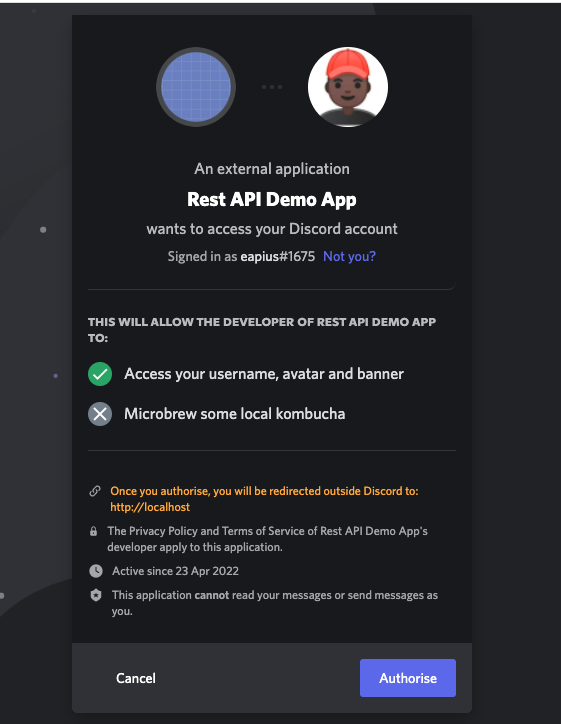 An external application
Rest API Demo App
wants to access your Discord account
Signed in as eapius#1675 Not you?
THIS WILL ALLOW THE DEVELOPER OF REST API DEMO APP
TO:
Access your username, avatar and banner
Microbrew some local kombucha
Once you authorise, you will be redirected outside Discord to:
http://localhost
The Privacy Policy and Terms of Service of Rest API Demo App's
developer apply to this application.
Active since 23 Apr 2022
This application cannot read your messages or send messages as
you.
Cancel
Authorise